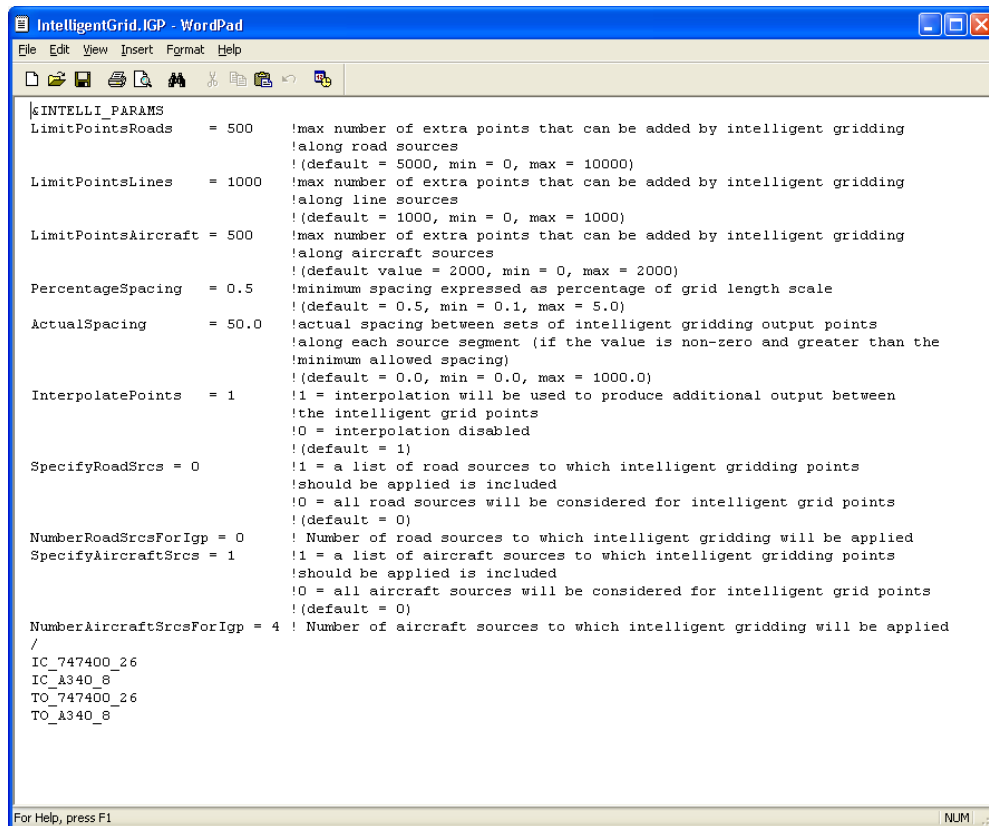 IntelligentGrid.IGP - WordPad
File Edit View Insert Format Help
&INTELLI_PARAMS
LimitPointsRoads = 500 !max number of extra points that can be added by intelligent gridding
!along road sources
!(default = 5000, min = 0, max = 10000)
LimitPointsLines = 1000 !max number of extra points that can be added by intelligent gridding
!along line sources
!(default = 1000, min = 0, max = 1000)
LimitPointsAircraft = 500 !max number of extra points that can be added by intelligent gridding
!along aircraft sources
!(default value = 2000, min = 0, max = 2000)
PercentageSpacing = 0.5 !minimum spacing expressed as percentage of grid length scale
!(default = 0.5, min = 0.1, max = 5.0)
ActualSpacing = 50.0 !actual spacing between sets of intelligent gridding output points
!along each source segment (if the value is non-zero and greater than the
!minimum allowed spacing)
!(default = 0.0, min = 0.0, max = 1000.0)
InterpolatePoints = 1 !1 = interpolation will be used to produce additional output between
!the intelligent grid points
!0 = interpolation disabled
!(default = 1)
SpecifyRoadSrcs = 0 !1 = a list of road sources to which intelligent gridding points
!should be applied is included
!0 = all road sources will be considered for intelligent grid points
!(default = 0)
NumberRoadSrcsForIgp = 0 ! Number of road sources to which intelligent gridding will be applied
SpecifyAircraftSrcs = 1 !1 = a list of aircraft sources to which intelligent gridding points
!should be applied is included
!0 = all aircraft sources will be considered for intelligent grid points
!(default = 0)
NumberAircraftSrcsForIgp = 4 ! Number of aircraft sources to which intelligent gridding will be applied
/
IC_747400_26
IC_A340_8
TO_747400_26
TO_A340_8
For Help, press F1 NUM